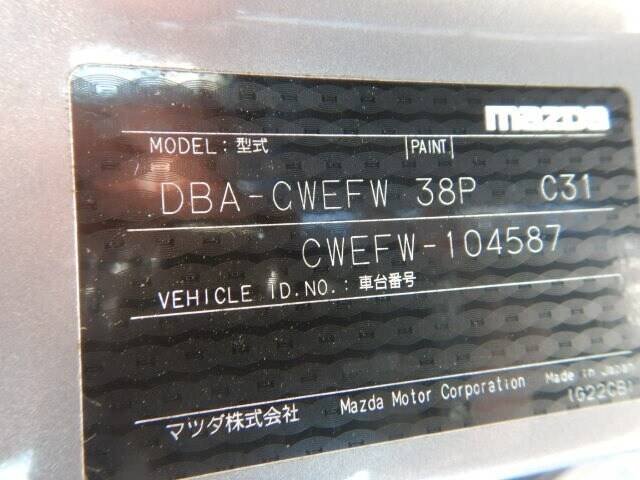 mazda
MODEL: 型式 |PAINT|
DBA-CWEFW 38P C31
CWEFW-104587
VEHICLE ID.NO.: 車台番号
マツダ株式会社 Mazda Motor Corporation Made in Japan
(G22CB)